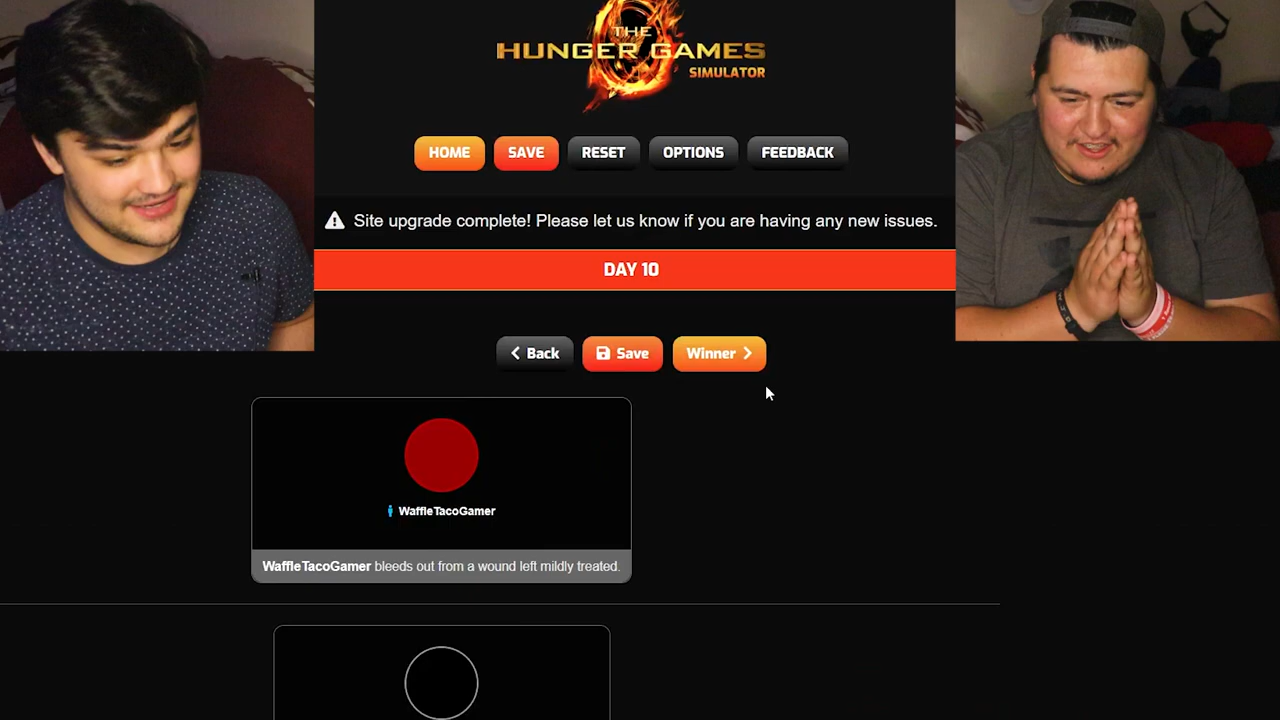 THE
HUNGER GAMES
SIMULATOR
HOME SAVE RESET OPTIONS FEEDBACK
Site upgrade complete! Please let us know if you are having any new issues.
DAY 10
Back Save Winner
WaffleTacoGamer
WaffleTacoGamer bleeds out from a wound left mildly treated.